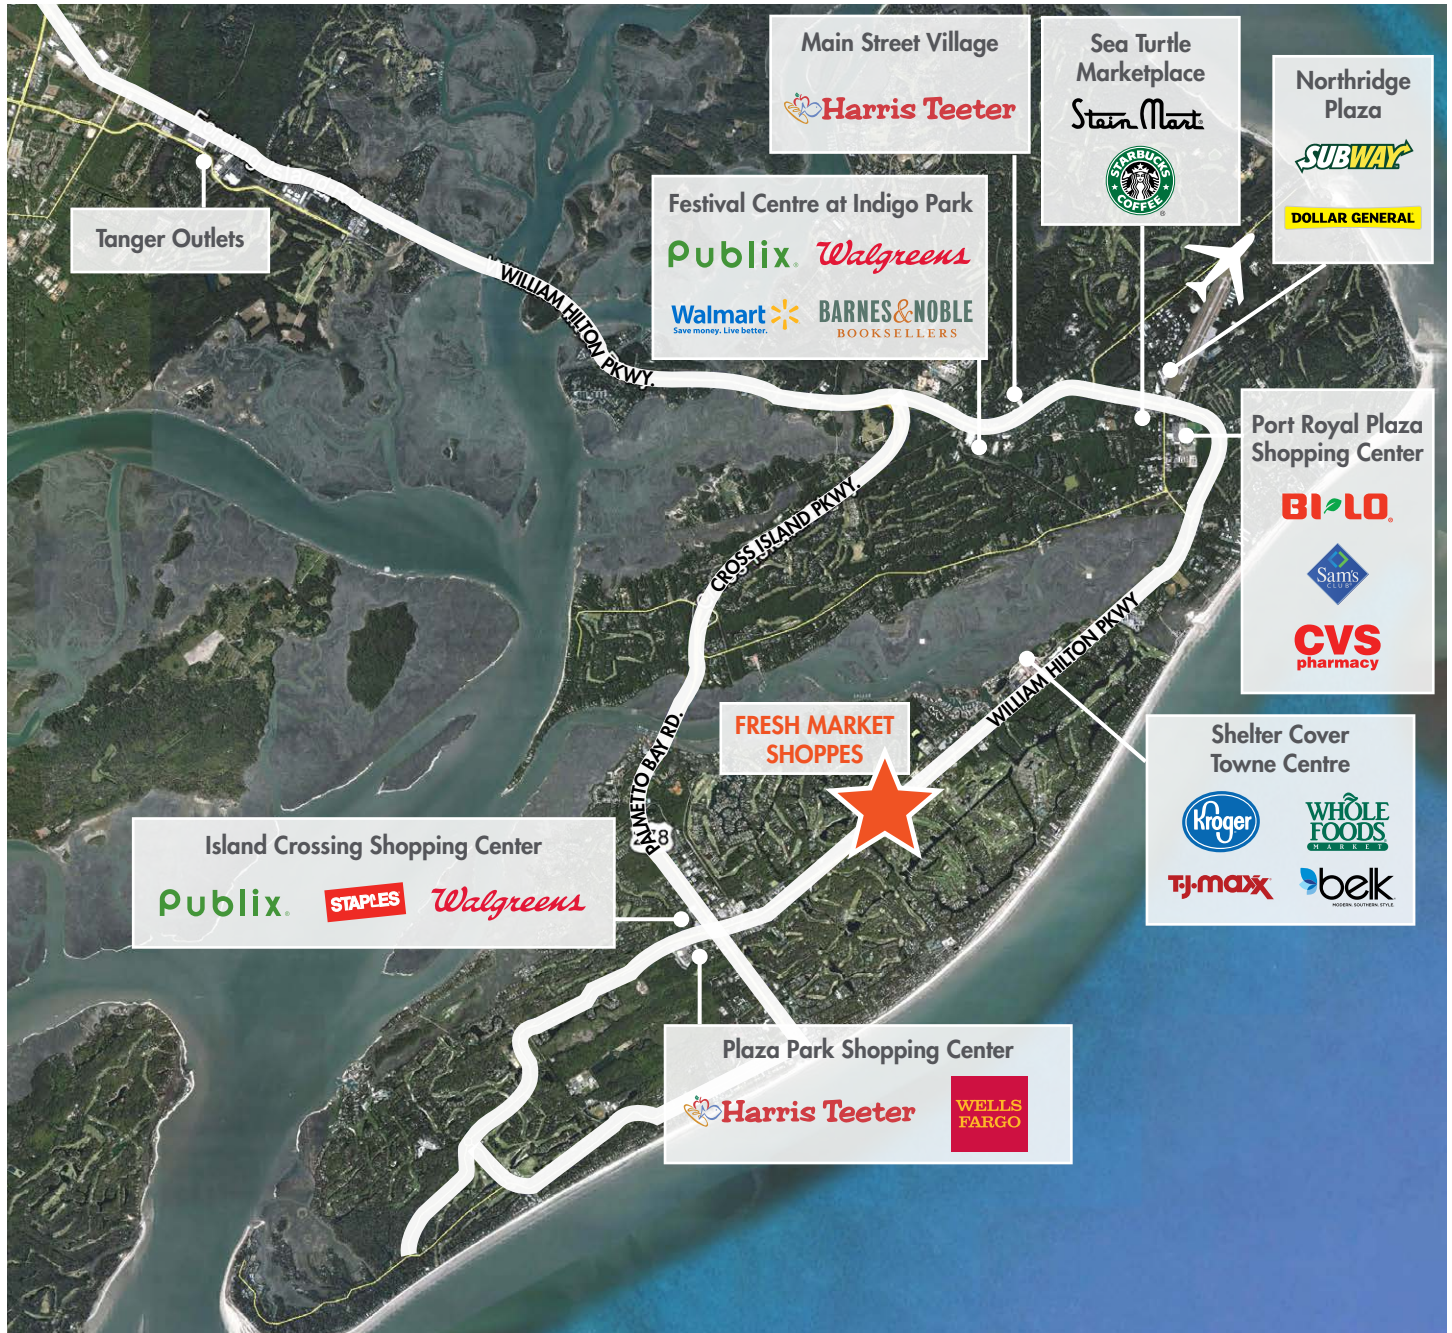 Main Street Village
Harris Teeter
Sea Turtle
Marketplace
Stein Mart
STARBUCKS
COFFEE
Northridge
Plaza
SUBWAY
DOLLAR GENERAL
Tanger Outlets
Festival Centre at Indigo Park
Publix
Walgreens
Walmart
Save money. Live better.
BARNES & NOBLE
BOOKSELLERS
WILLIAM HILTON PKWY.
Port Royal Plaza
Shopping Center
BI-LO
Sam's
CLUB
CVS
pharmacy
CROSS ISLAND PKWY.
WILLIAM HILTON PKWY
PALMETTO BAY RD.
FRESH MARKET
SHOPPES
Shelter Cover
Towne Centre
Kroger
WHOLE
FOODS
MARKET
T.J.maxx
belk
MODERN. SOUTHERN. STYLE.
Island Crossing Shopping Center
Publix
STAPLES
Walgreens
Plaza Park Shopping Center
Harris Teeter
WELLS
FARGO